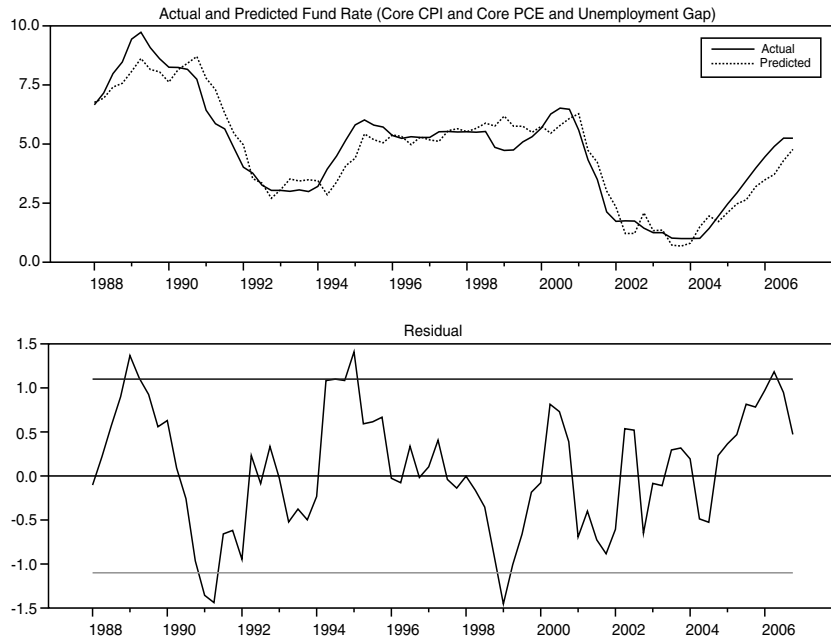 Actual and Predicted Fund Rate (Core CPI and Core PCE and Unemployment Gap)
10.0
7.5
5.0
2.5
0.0
Actual
Predicted
1988 1990 1992 1994 1996 1998 2000 2002 2004 2006
Residual
1.5
1.0
0.5
0.0
-0.5
-1.0
-1.5
1988 1990 1992 1994 1996 1998 2000 2002 2004 2006